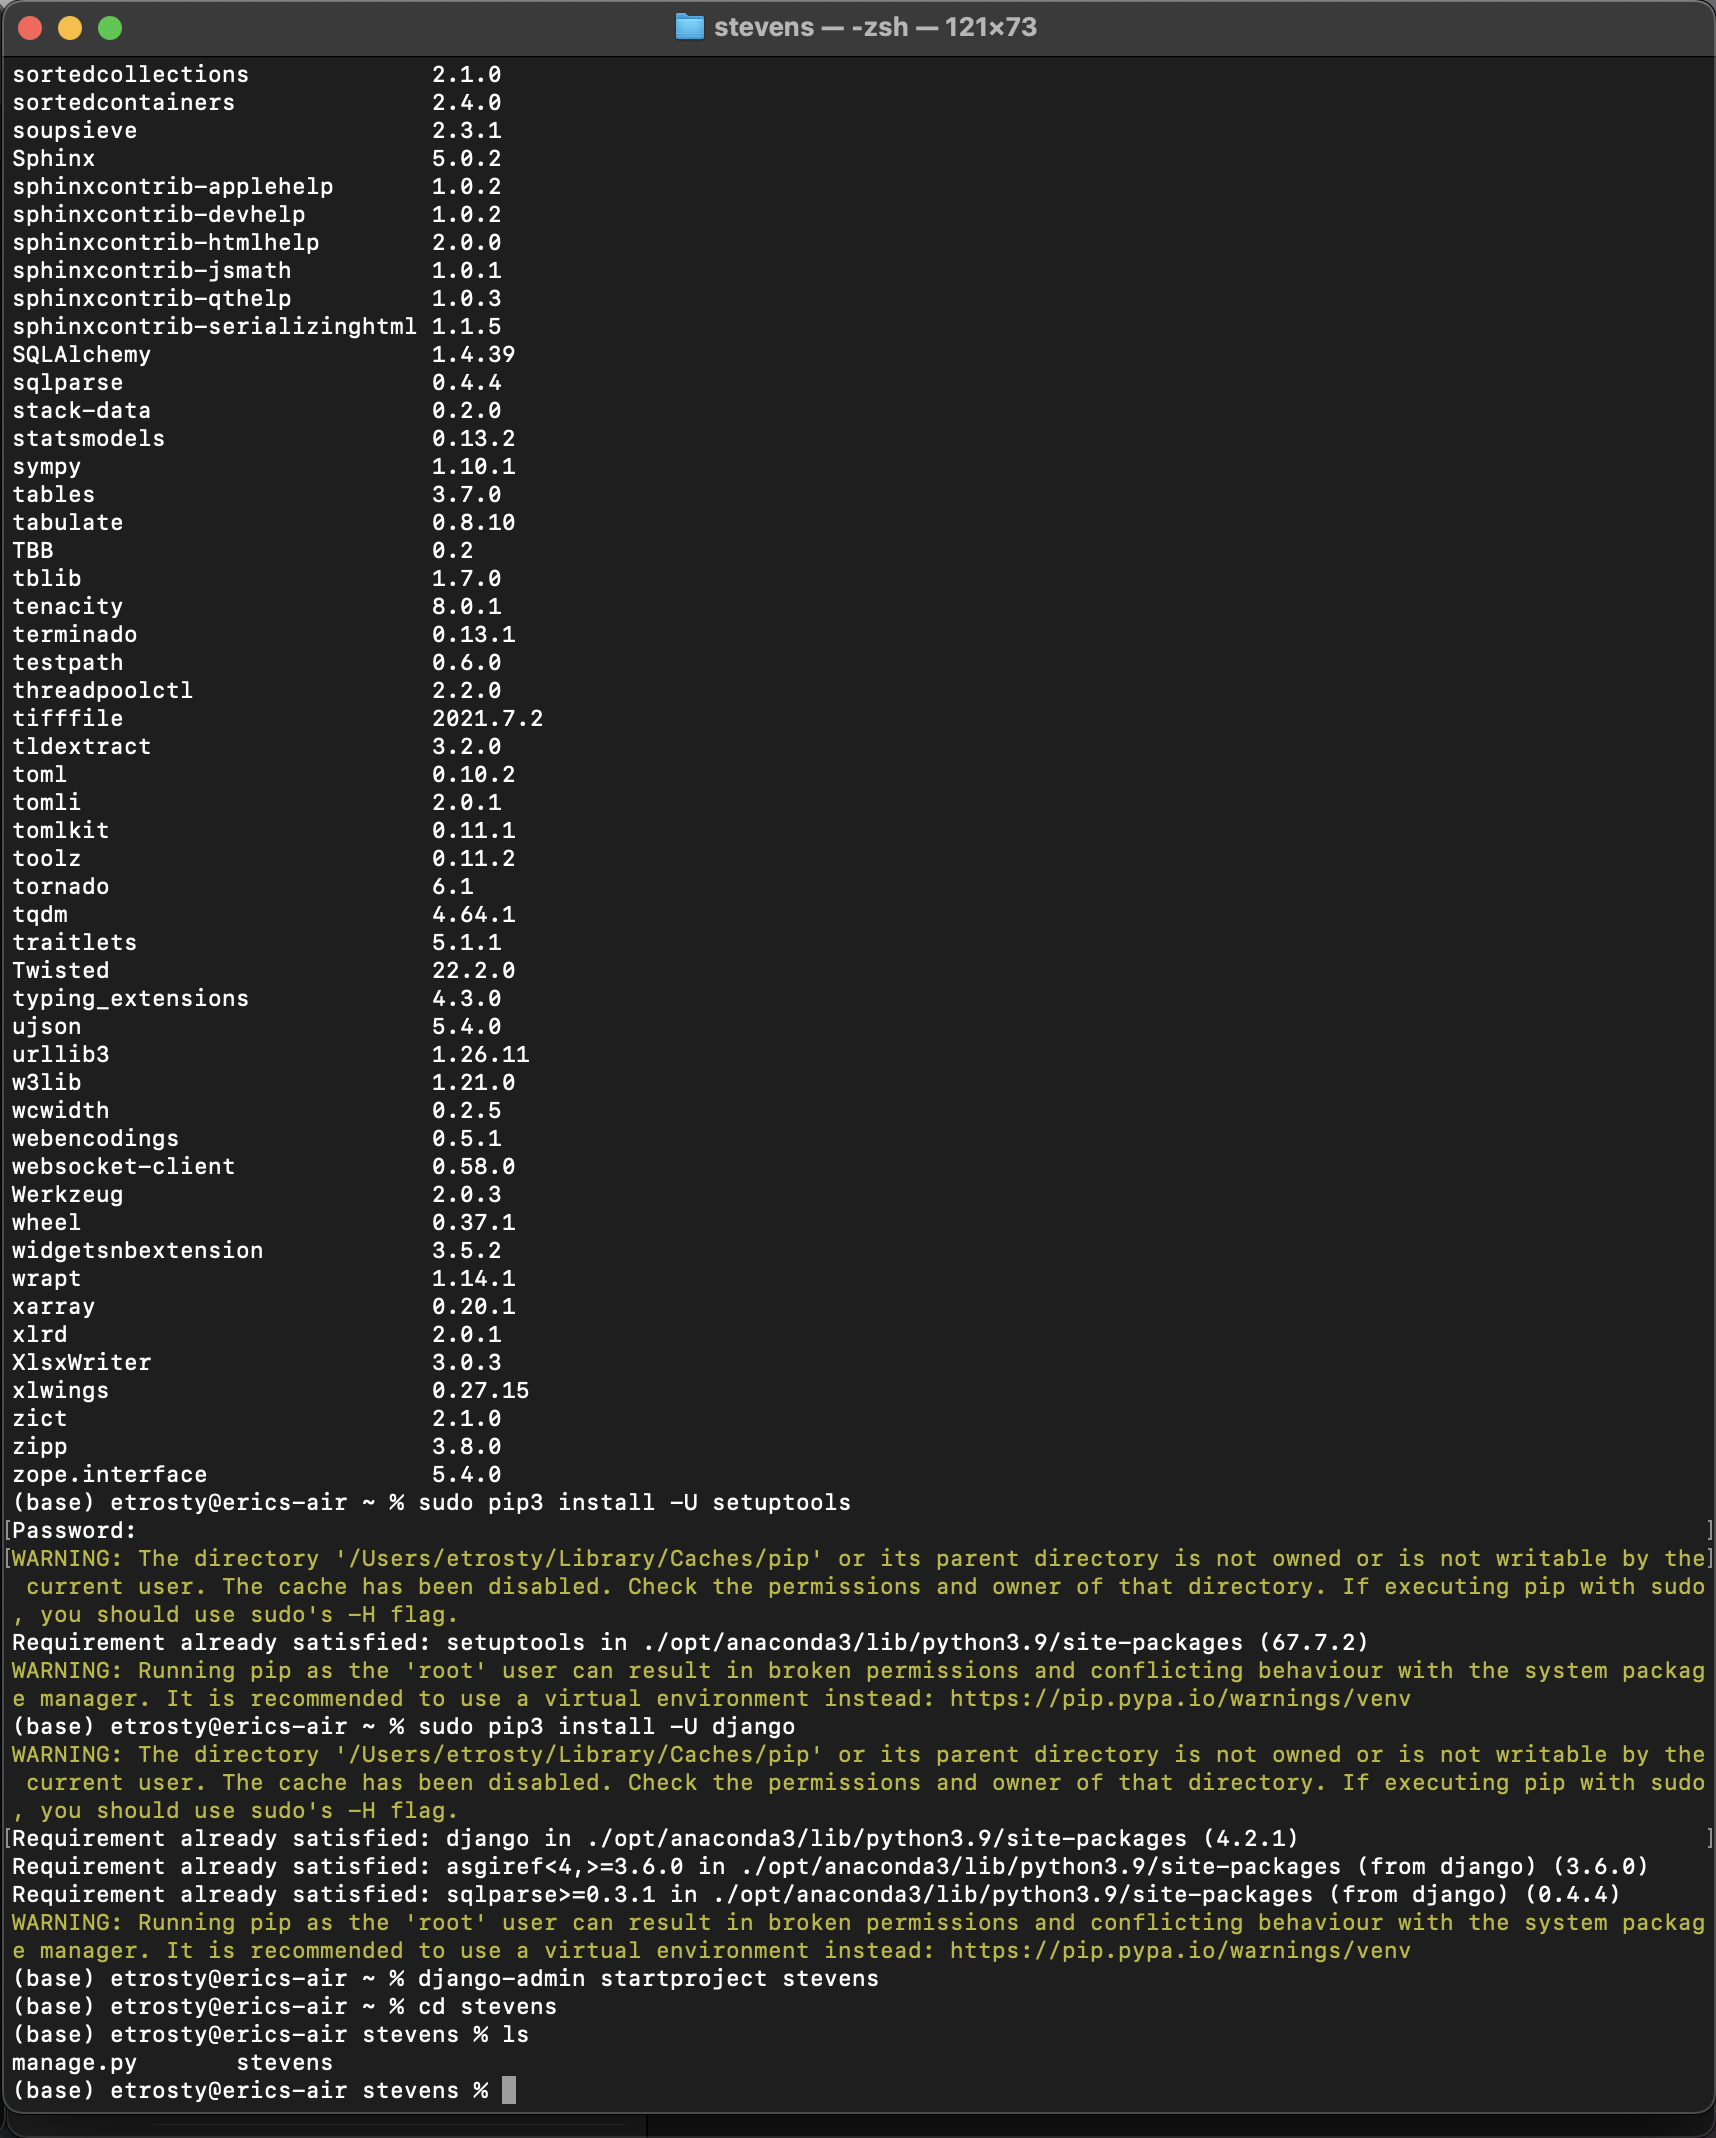 stevens — -zsh — 121×73
sortedcollections 2.1.0
sortedcontainers 2.4.0
soupsieve 2.3.1
Sphinx 5.0.2
sphinxcontrib-applehelp 1.0.2
sphinxcontrib-devhelp 1.0.2
sphinxcontrib-htmlhelp 2.0.0
sphinxcontrib-jsmath 1.0.1
sphinxcontrib-qthelp 1.0.3
sphinxcontrib-serializinghtml 1.1.5
SQLAlchemy 1.4.39
sqlparse 0.4.4
stack-data 0.2.0
statsmodels 0.13.2
sympy 1.10.1
tables 3.7.0
tabulate 0.8.10
TBB 0.2
tblib 1.7.0
tenacity 8.0.1
terminado 0.13.1
testpath 0.6.0
threadpoolctl 2.2.0
tifffile 2021.7.2
tldextract 3.2.0
toml 0.10.2
tomli 2.0.1
tomlkit 0.11.1
toolz 0.11.2
tornado 6.1
tqdm 4.64.1
traitlets 5.1.1
Twisted 22.2.0
typing_extensions 4.3.0
ujson 5.4.0
urllib3 1.26.11
w3lib 1.21.0
wcwidth 0.2.5
webencodings 0.5.1
websocket-client 0.58.0
Werkzeug 2.0.3
wheel 0.37.1
widgetsnbextension 3.5.2
wrapt 1.14.1
xarray 0.20.1
xlrd 2.0.1
XlsxWriter 3.0.3
xlwings 0.27.15
zict 2.1.0
zipp 3.8.0
zope.interface 5.4.0
(base) etrosty@erics-air ~ % sudo pip3 install -U setuptools
[Password: ]
[WARNING: The directory '/Users/etrosty/Library/Caches/pip' or its parent directory is not owned or is not writable by the]
current user. The cache has been disabled. Check the permissions and owner of that directory. If executing pip with sudo
, you should use sudo's -H flag.
Requirement already satisfied: setuptools in ./opt/anaconda3/lib/python3.9/site-packages (67.7.2)
WARNING: Running pip as the 'root' user can result in broken permissions and conflicting behaviour with the system packag
e manager. It is recommended to use a virtual environment instead: https://pip.pypa.io/warnings/venv
(base) etrosty@erics-air ~ % sudo pip3 install -U django
WARNING: The directory '/Users/etrosty/Library/Caches/pip' or its parent directory is not owned or is not writable by the
current user. The cache has been disabled. Check the permissions and owner of that directory. If executing pip with sudo
, you should use sudo's -H flag.
[Requirement already satisfied: django in ./opt/anaconda3/lib/python3.9/site-packages (4.2.1) ]
Requirement already satisfied: asgiref<4,>=3.6.0 in ./opt/anaconda3/lib/python3.9/site-packages (from django) (3.6.0)
Requirement already satisfied: sqlparse>=0.3.1 in ./opt/anaconda3/lib/python3.9/site-packages (from django) (0.4.4)
WARNING: Running pip as the 'root' user can result in broken permissions and conflicting behaviour with the system packag
e manager. It is recommended to use a virtual environment instead: https://pip.pypa.io/warnings/venv
(base) etrosty@erics-air ~ % django-admin startproject stevens
(base) etrosty@erics-air ~ % cd stevens
(base) etrosty@erics-air stevens % ls
manage.py stevens
(base) etrosty@erics-air stevens %